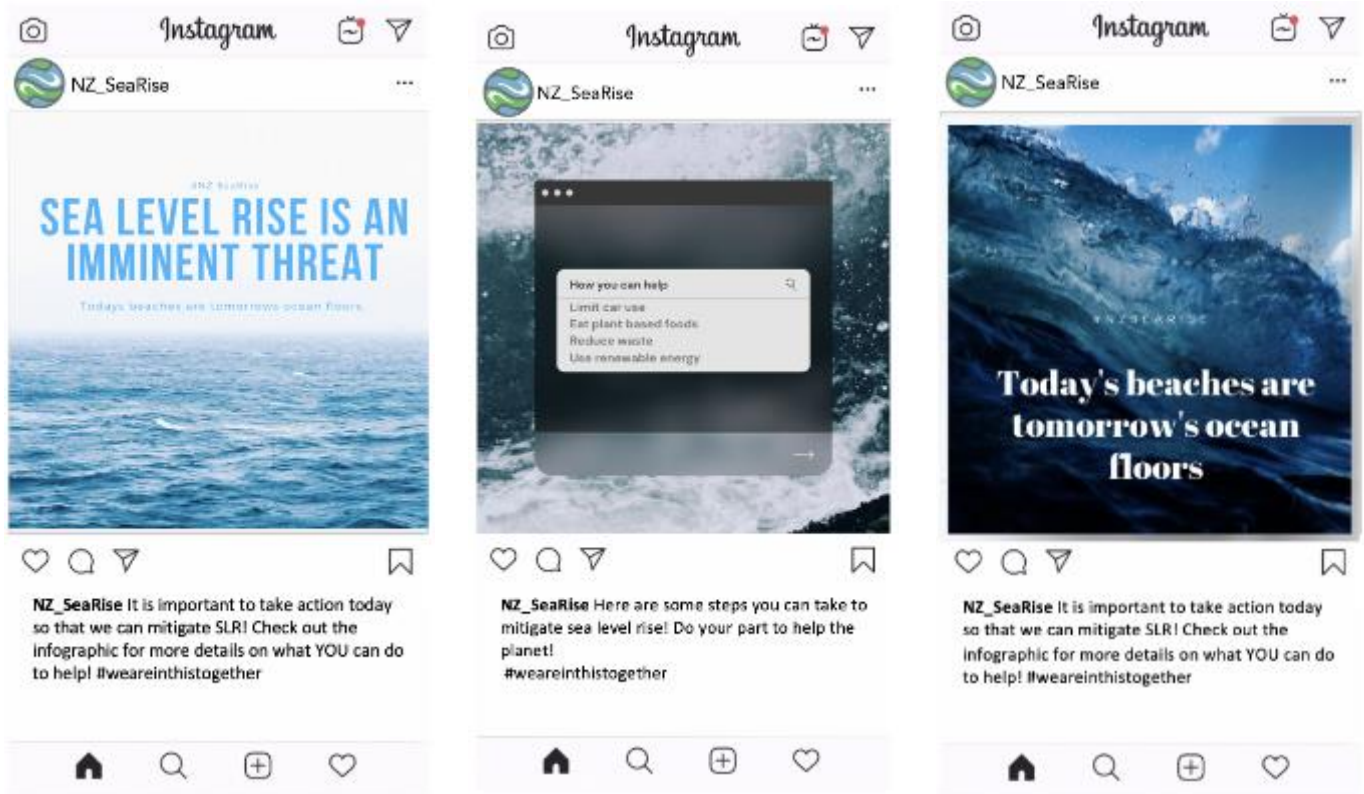 Instagram
NZ_SeaRise
#NZ SeaRise
SEA LEVEL RISE IS AN
IMMINENT THREAT
Todays beaches are tomorrows ocean floors.
NZ_SeaRise It is important to take action today
so that we can mitigate SLR! Check out the
infographic for more details on what YOU can do
to help! #weareinthistogether
Instagram
NZ_SeaRise
How you can help
Limit car use
Eat plant based foods
Reduce waste
Use renewable energy
NZ_SeaRise Here are some steps you can take to
mitigate sea level rise! Do your part to help the
planet!
#weareinthistogether
Instagram
NZ_SeaRise
#NZSEARISE
Today's beaches are
tomorrow's ocean
floors
NZ_SeaRise It is important to take action today
so that we can mitigate SLR! Check out the
infographic for more details on what YOU can do
to help! #weareinthistogether